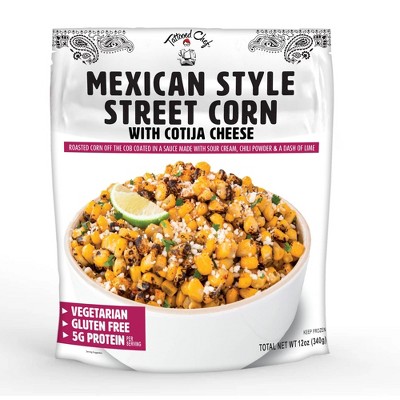 Tattooed Chef
MEXICAN STYLE
STREET CORN
WITH COTIJA CHEESE
ROASTED CORN OFF THE COB COATED IN A SAUCE MADE WITH SOUR CREAM, CHILI POWDER & A DASH OF LIME
VEGETARIAN
GLUTEN FREE
5G PROTEIN PER SERVING
KEEP FROZEN
TOTAL NET WT 12oz (340g)